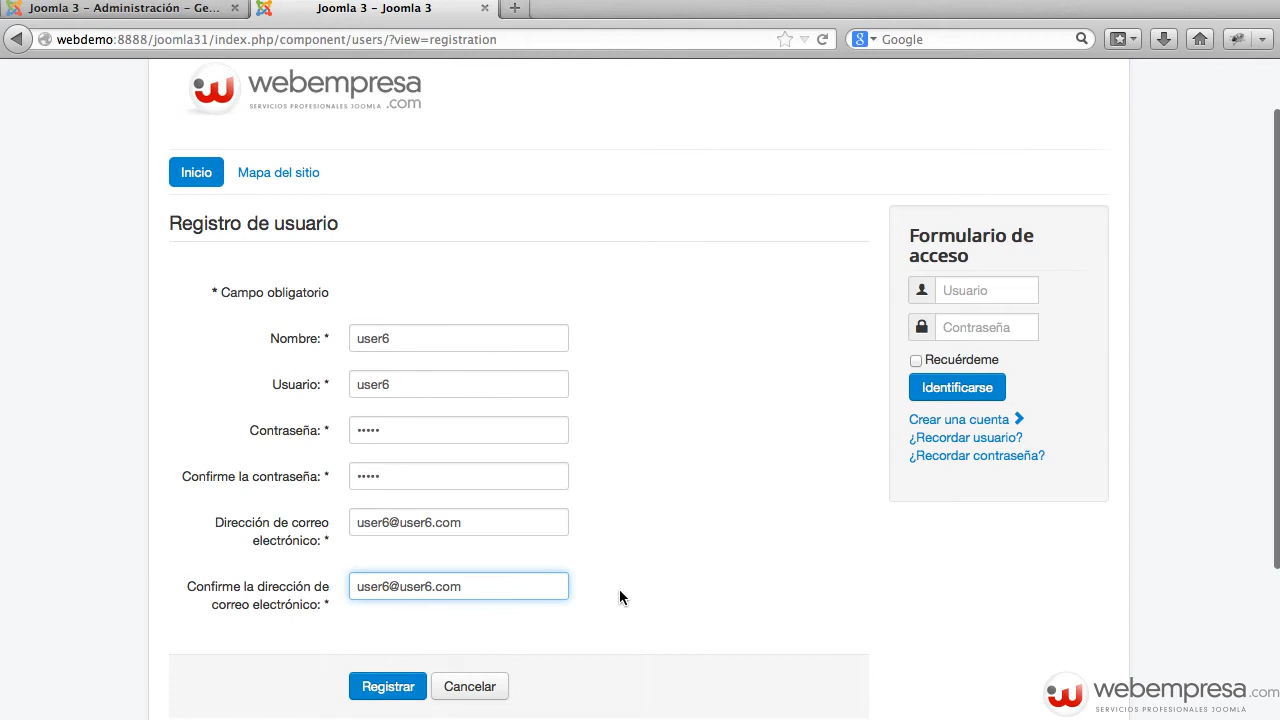 Joomla 3 - Administración - Ge...
Joomla 3 - Joomla 3
webdemo:8888/joomla31/index.php/component/users/?view=registration
Google
webempresa
SERVICIOS PROFESIONALES JOOMLA .com
Inicio
Mapa del sitio
Registro de usuario
* Campo obligatorio
Nombre: *
user6
Usuario: *
user6
Contraseña: *
•••••
Confirme la contraseña: *
•••••
Dirección de correo
electrónico: *
user6@user6.com
Confirme la dirección de
correo electrónico: *
user6@user6.com
Registrar
Cancelar
Formulario de
acceso
Usuario
Contraseña
Recuérdeme
Identificarse
Crear una cuenta
¿Recordar usuario?
¿Recordar contraseña?
webempresa.com
SERVICIOS PROFESIONALES JOOMLA